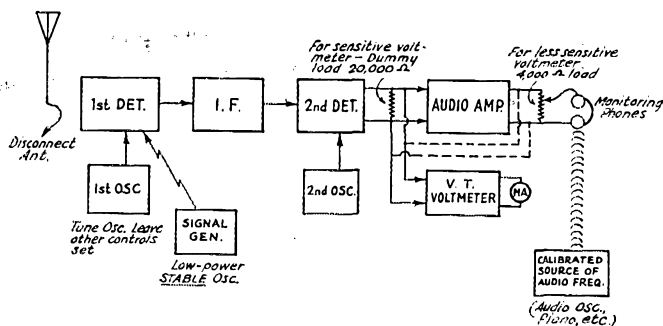 For sensitive volt-
meter - Dummy
load 20,000 Ω
For less sensitive
voltmeter
4,000 Ω load
1st DET.
I. F.
2nd DET.
AUDIO AMP.
Monitoring
Phones
Disconnect
Ant.
1st OSC
2nd OSC.
V. T.
VOLTMETER
MA
Tune Osc. Leave
other controls
set
SIGNAL
GEN.
Low-power
STABLE Osc.
CALIBRATED
SOURCE OF
AUDIO FREQ.
(Audio Osc.,
Piano, etc.)